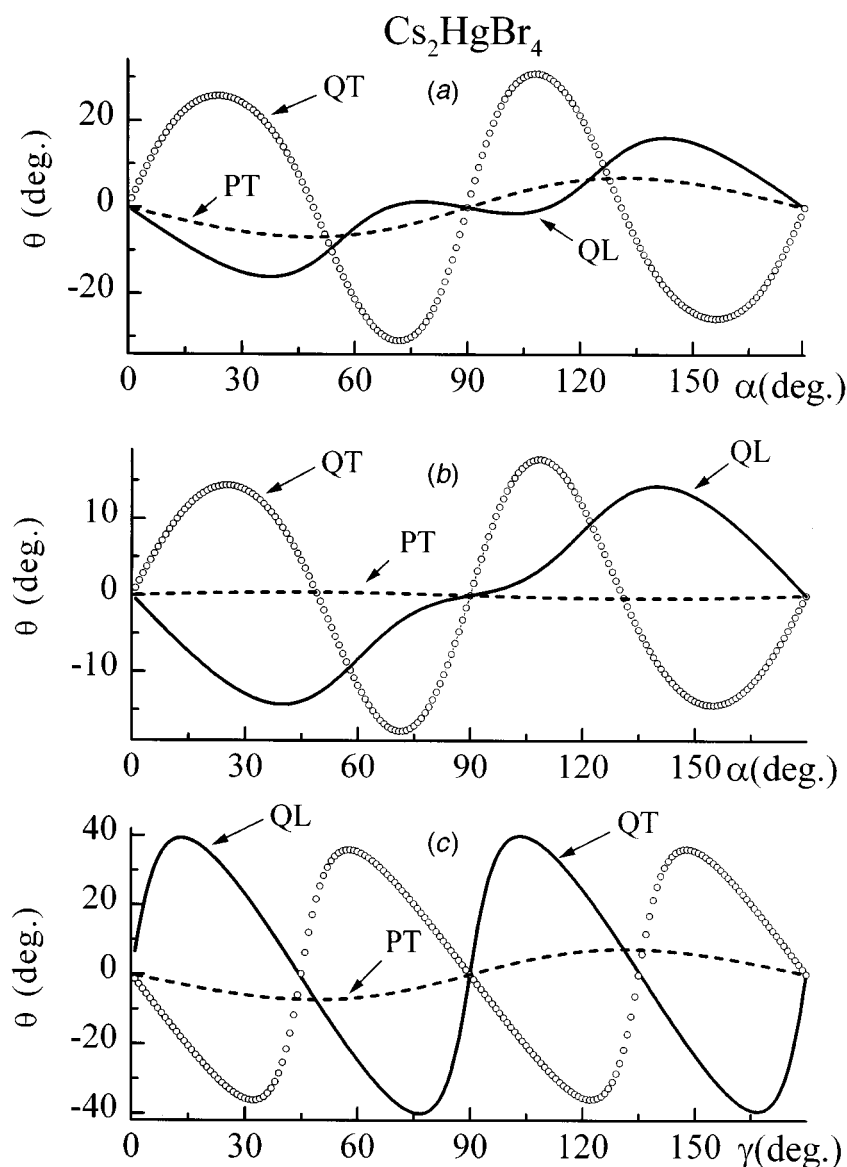 Cs₂HgBr₄
(a)
QT
PT
QL
θ (deg.)
20
0
-20
0 30 60 90 120 150 α(deg.)
(b)
QT
PT
QL
θ (deg.)
10
0
-10
0 30 60 90 120 150 α(deg.)
(c)
QL
QT
PT
θ (deg.)
40
20
0
-20
-40
0 30 60 90 120 150 γ(deg.)